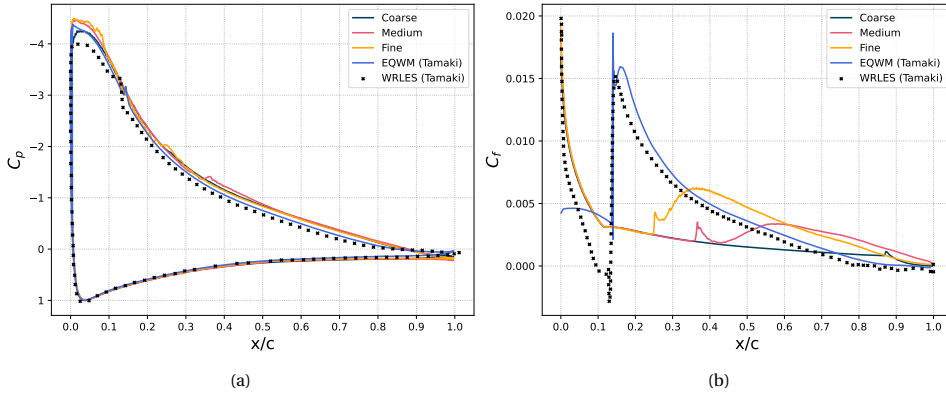 Coarse
Medium
Fine
EQWM (Tamaki)
WRLES (Tamaki)
−4
−3
−2
−1
0
1
0.0 0.1 0.2 0.3 0.4 0.5 0.6 0.7 0.8 0.9 1.0
x/c
Cp
(a)
Coarse
Medium
Fine
EQWM (Tamaki)
WRLES (Tamaki)
0.020
0.015
0.010
0.005
0.000
0.0 0.1 0.2 0.3 0.4 0.5 0.6 0.7 0.8 0.9 1.0
x/c
Cf
(b)